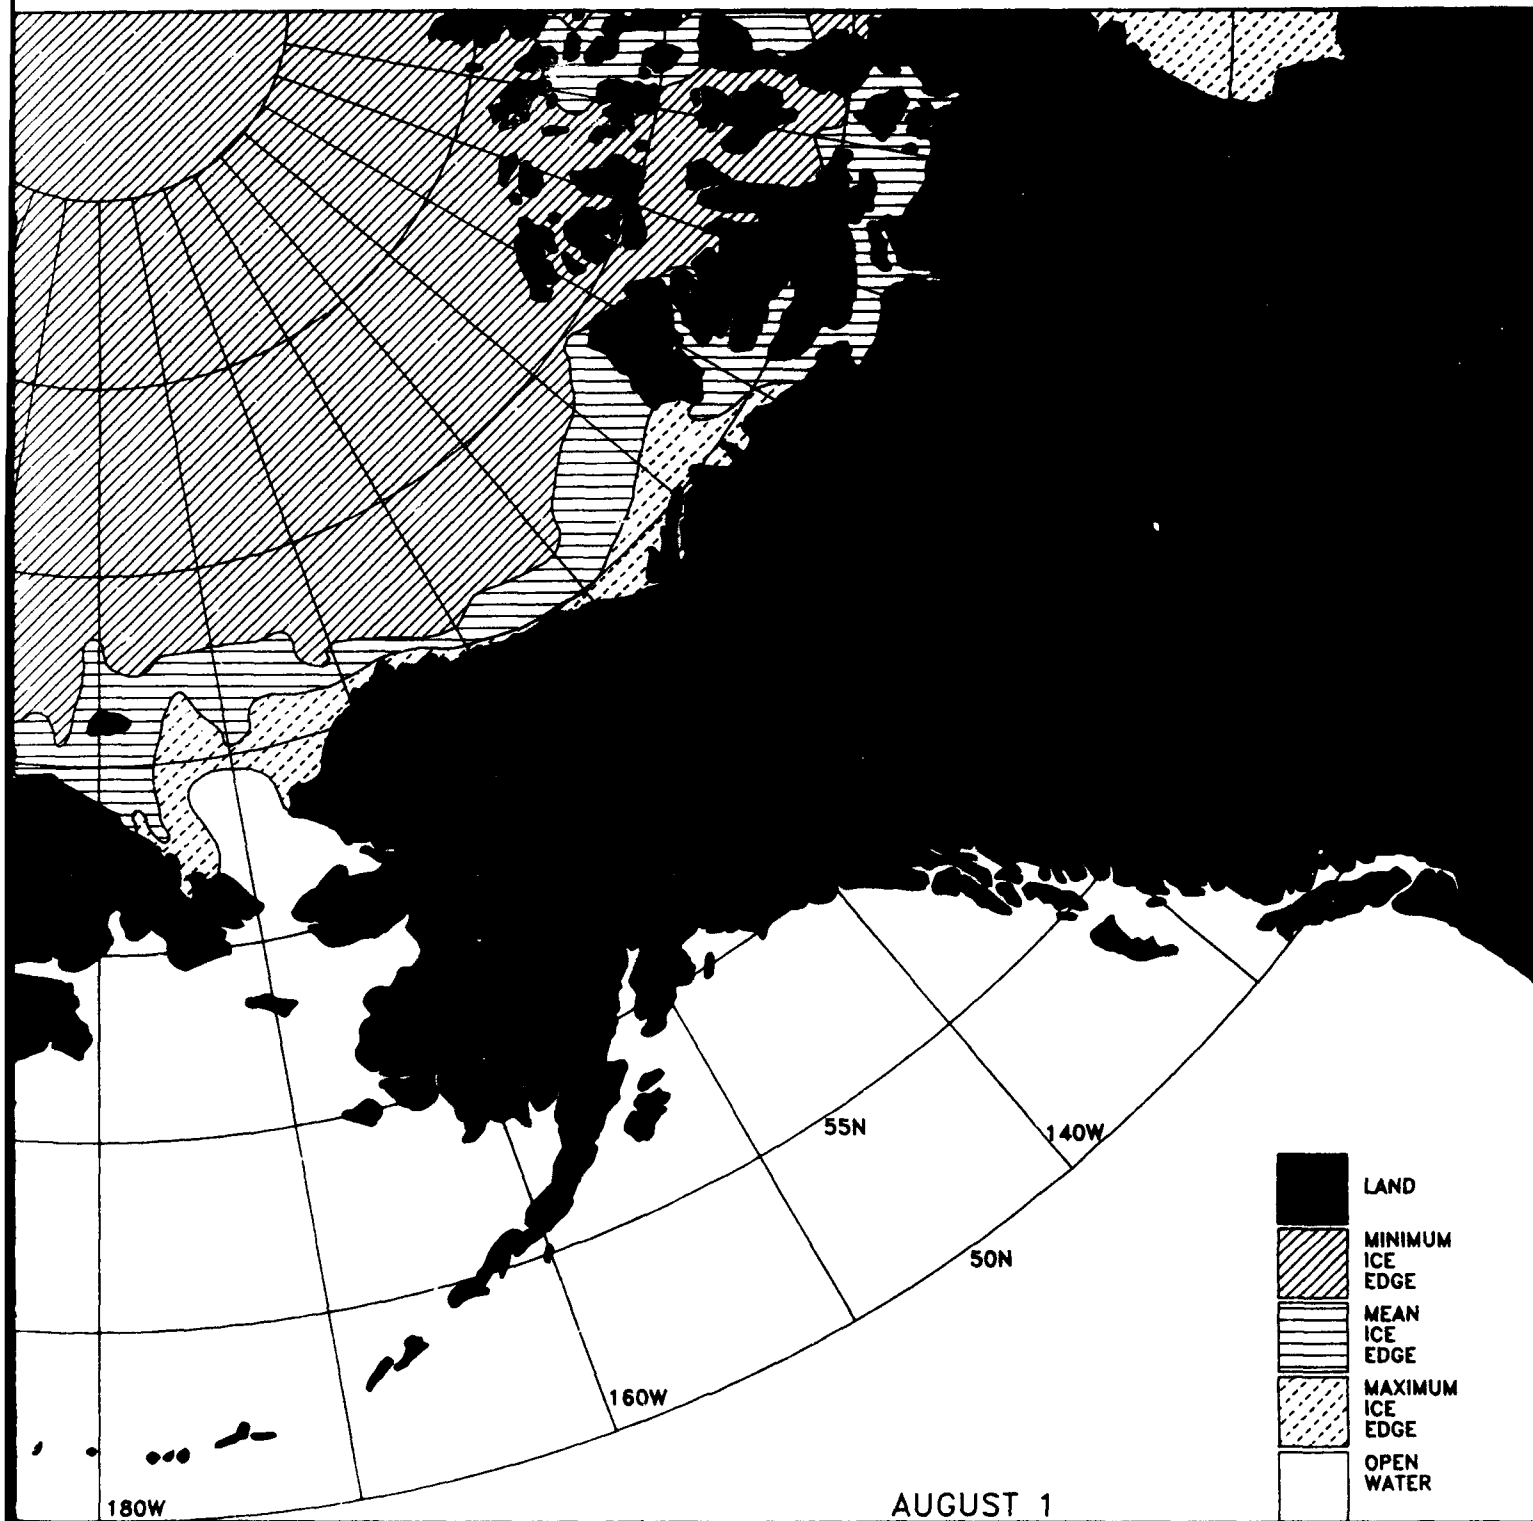 55N
140W
50N
160W
180W
AUGUST 1
LAND
MINIMUM
ICE
EDGE
MEAN
ICE
EDGE
MAXIMUM
ICE
EDGE
OPEN
WATER